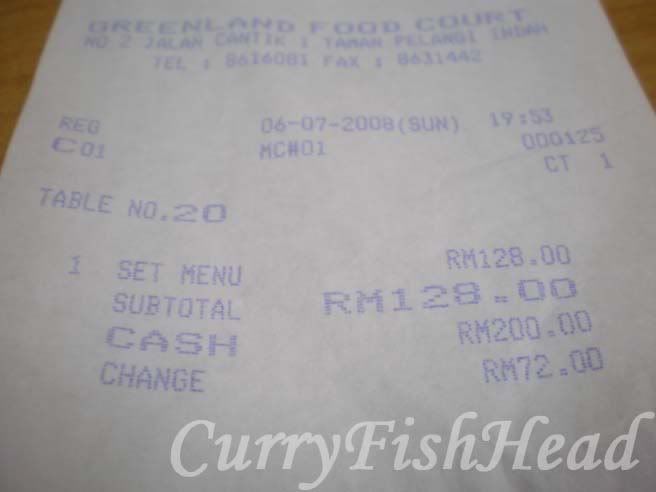 GREENLAND FOOD COURT
NO 2 JALAN CANTIK 1 TAMAN PELANGI INDAH
TEL : 8616081 FAX : 8631442
REG 06-07-2008(SUN) 19:53
C01 MC#01 000125
CT 1
TABLE NO.20
1 SET MENU RM128.00
SUBTOTAL RM128.00
CASH RM200.00
CHANGE RM72.00
CurryFishHead